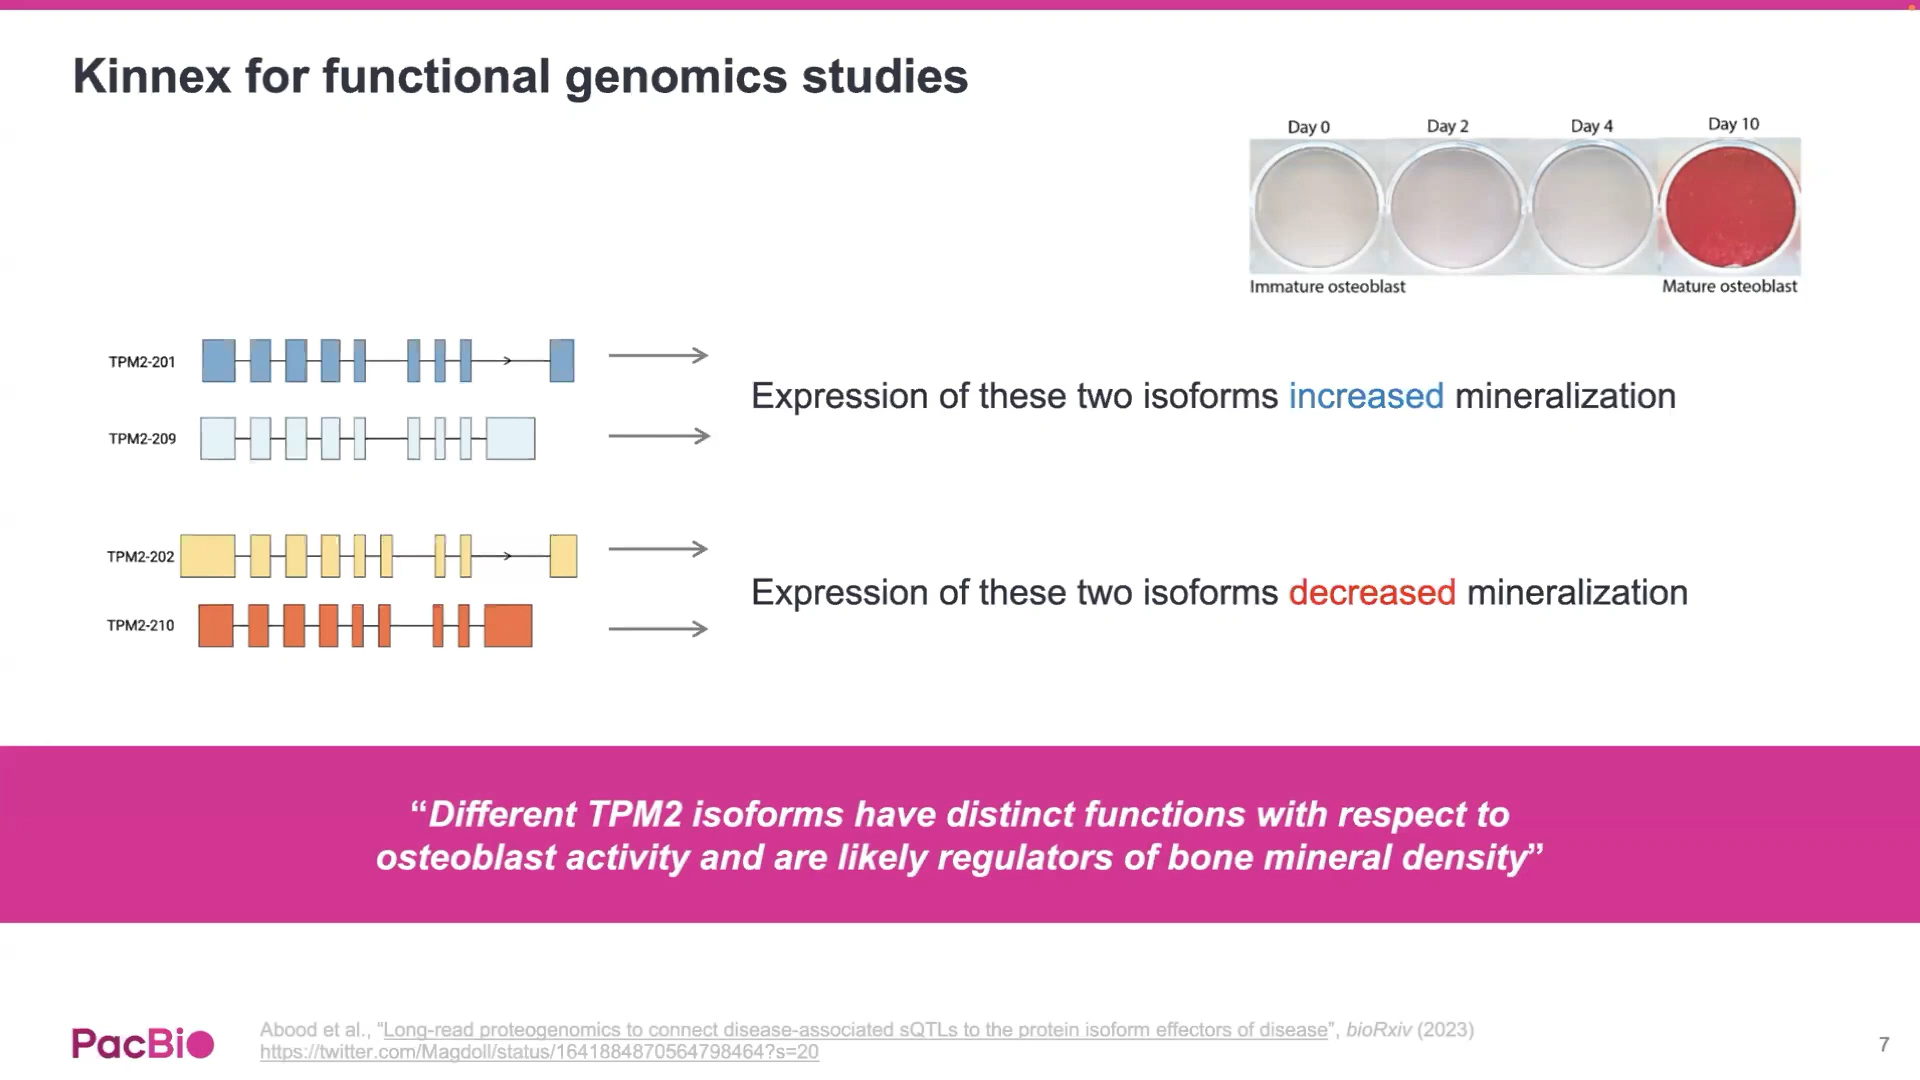 Kinnex for functional genomics studies
Day 0
Day 2
Day 4
Day 10
Immature osteoblast
Mature osteoblast
TPM2-201
TPM2-209
Expression of these two isoforms increased mineralization
TPM2-202
TPM2-210
Expression of these two isoforms decreased mineralization
“Different TPM2 isoforms have distinct functions with respect to
osteoblast activity and are likely regulators of bone mineral density”
PacBio
Abood et al., “Long-read proteogenomics to connect disease-associated sQTLs to the protein isoform effectors of disease”, bioRxiv (2023)
https://twitter.com/Magdoll/status/1641884870564798464?s=20
7